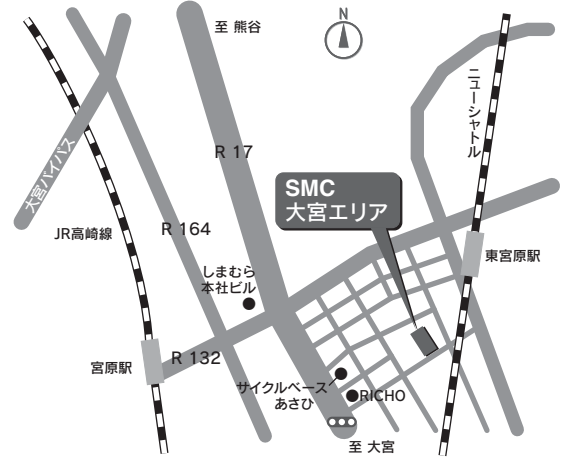 至 熊谷
N
ニューシャトル
大宮バイパス
R 17
SMC
大宮エリア
JR高崎線
R 164
東宮原駅
しまむら
本社ビル
宮原駅
R 132
サイクルベース
あさひ
RICHO
至 大宮